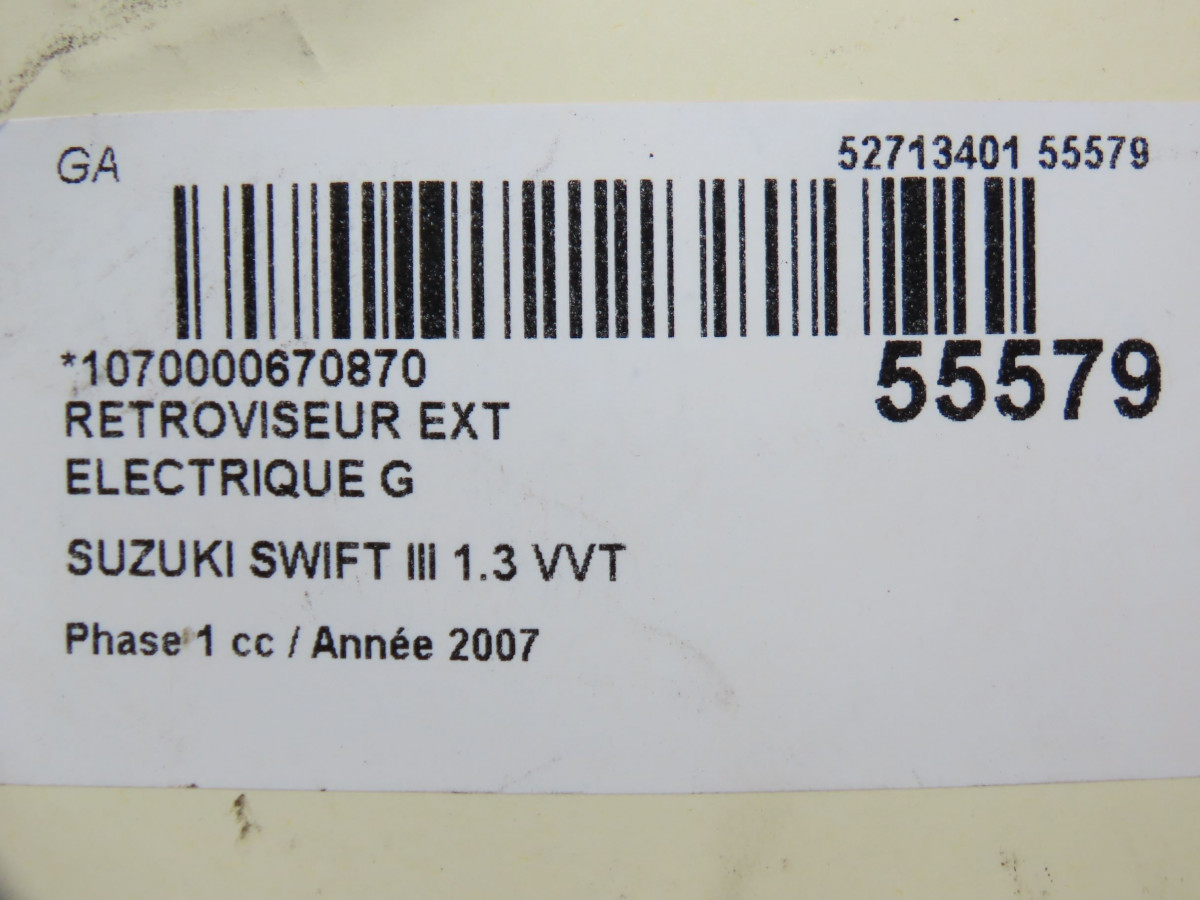 GA
52713401 55579
*1070000670870
55579
RETROVISEUR EXT
ELECTRIQUE G
SUZUKI SWIFT III 1.3 VVT
Phase 1 cc / Année 2007